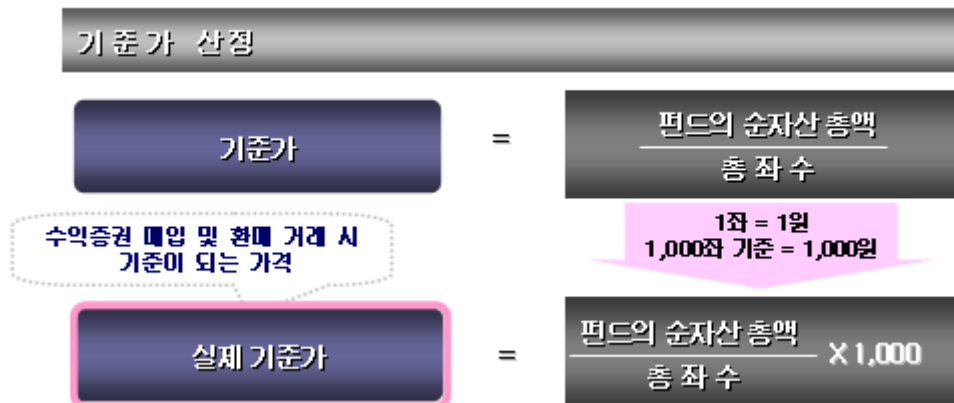 기준가 산정
기준가
=
펀드의 순자산 총액
총 좌 수
수익증권 매입 및 환매 거래 시
기준이 되는 가격
1좌 = 1원
1,000좌 기준 = 1,000원
실제 기준가
=
펀드의 순자산 총액
총 좌 수
X 1,000